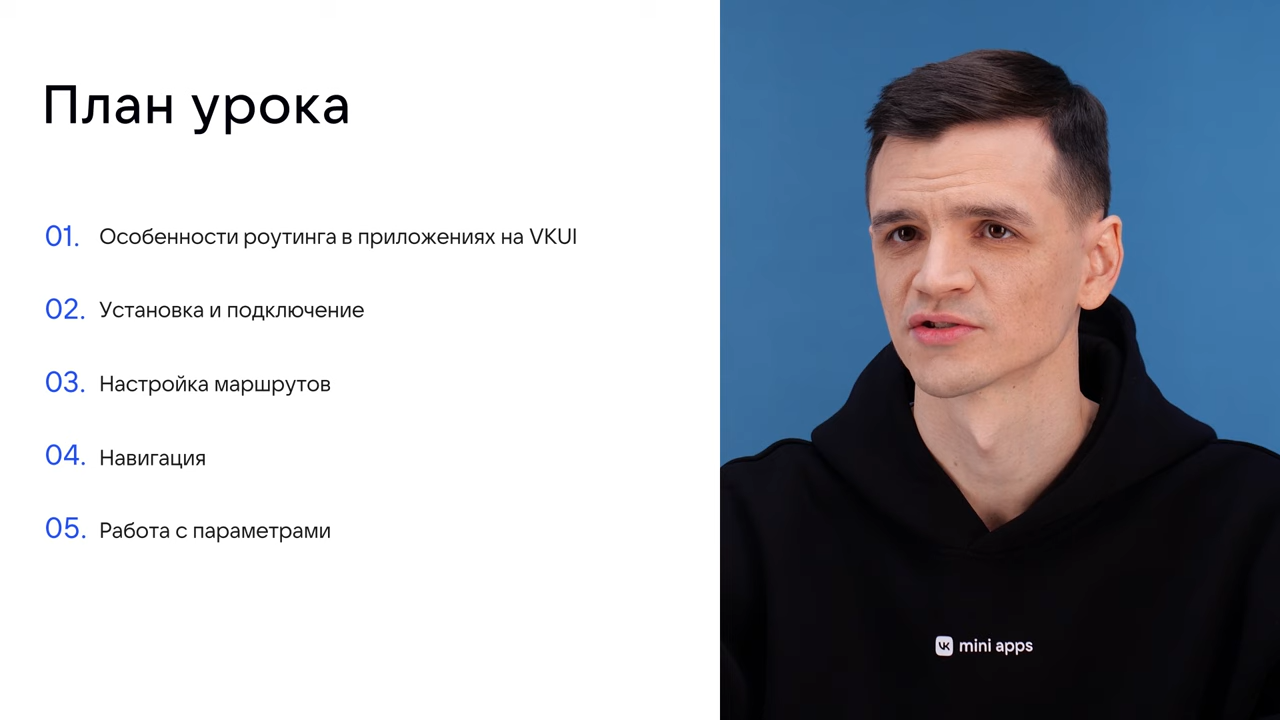 План урока
01. Особенности роутинга в приложениях на VKUI
02. Установка и подключение
03. Настройка маршрутов
04. Навигация
05. Работа с параметрами
VK mini apps